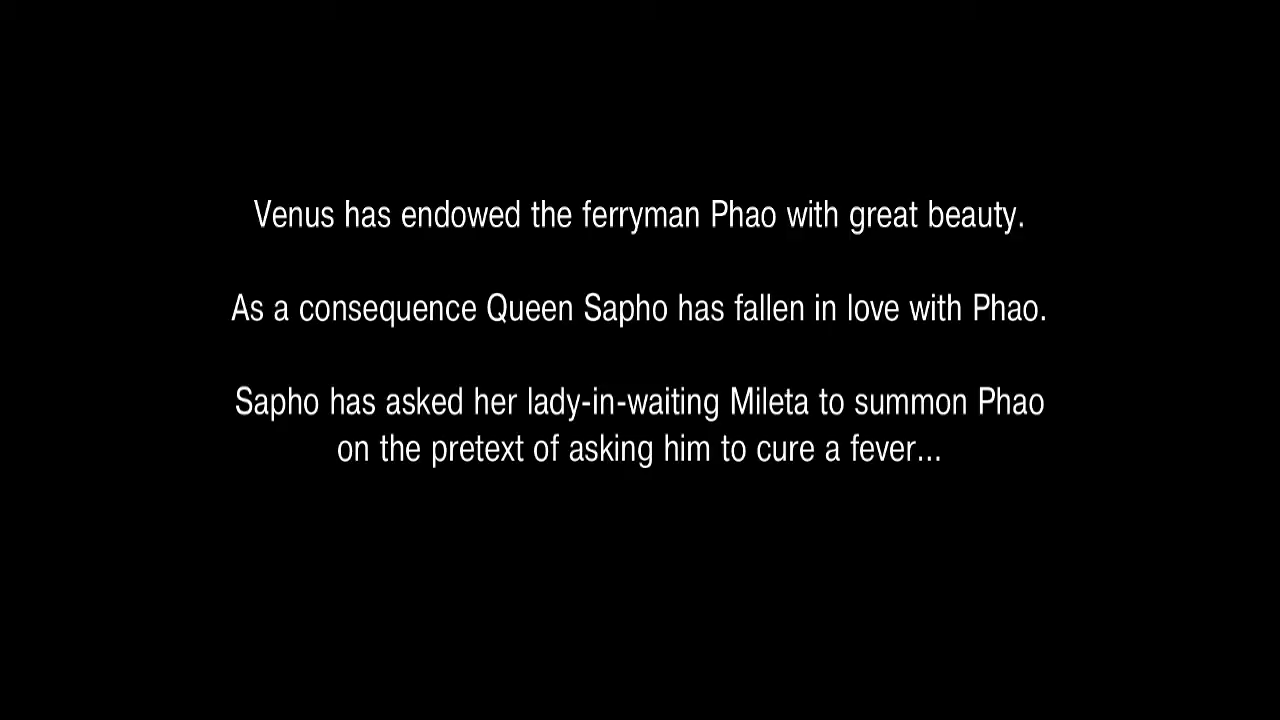 Venus has endowed the ferryman Phao with great beauty.
As a consequence Queen Sapho has fallen in love with Phao.
Sapho has asked her lady-in-waiting Mileta to summon Phao
on the pretext of asking him to cure a fever...